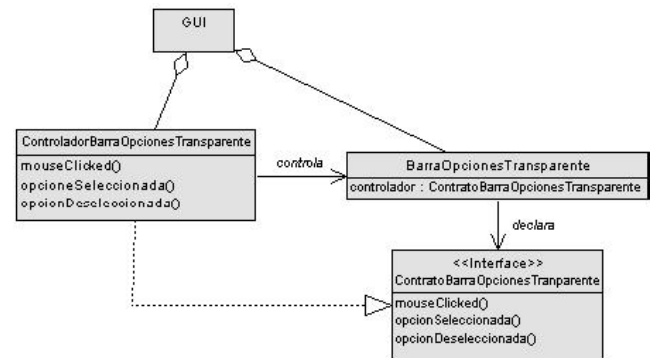 GUI
ControladorBarraOpcionesTransparente
mouseClicked()
opcioneSeleccionada()
opcionDeseleccionada()
controla
BarraOpcionesTransparente
controlador : ContratoBarraOpcionesTransparente
declara
<<Interface>>
ContratoBarraOpcionesTranparente
mouseClicked()
opcionSeleccionada()
opcionDeseleccionada()